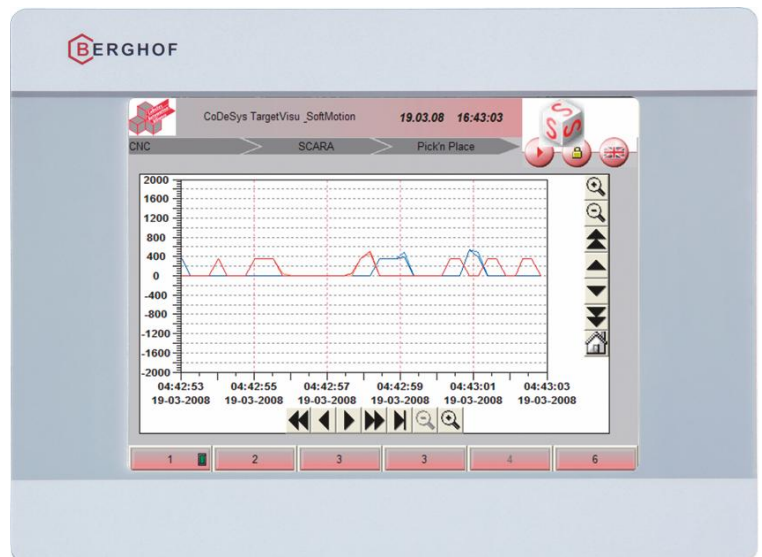 BERGHOF
CoDeSys TargetVisu _SoftMotion 19.03.08 16:43:03
CNC SCARA Pick'n Place
2000
1600
1200
800
400
0
-400
-800
-1200
-1600
-2000
04:42:53 04:42:55 04:42:57 04:42:59 04:43:01 04:43:03
19-03-2008 19-03-2008 19-03-2008 19-03-2008 19-03-2008 19-03-2008
1 2 3 3 4 6